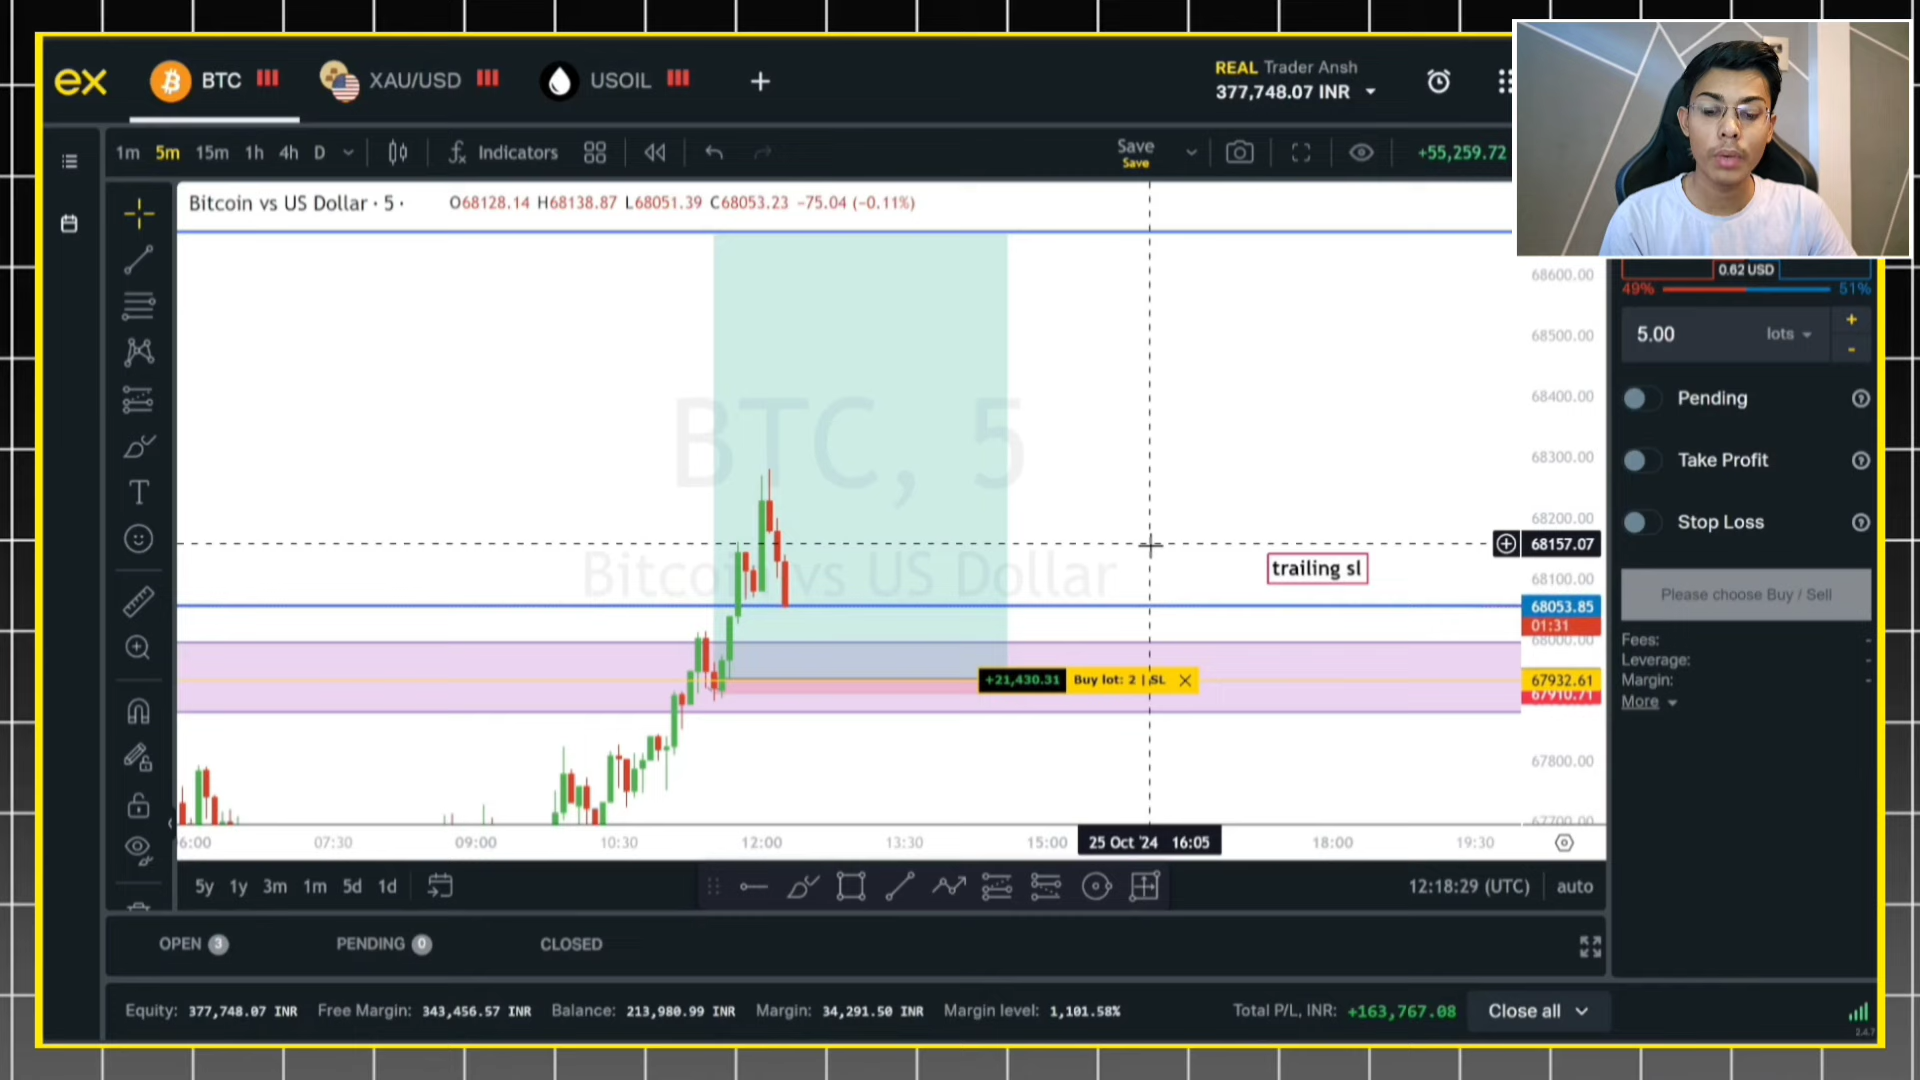 ex
BTC
XAU/USD
USOIL
+
REAL Trader Ansh
377,748.07 INR
1m 5m 15m 1h 4h D
Indicators
Save
Save
+55,259.72
Bitcoin vs US Dollar · 5 ·
O68128.14 H68138.87 L68051.39 C68053.23 −75.04 (−0.11%)
BTC, 5
Bitcoin vs US Dollar
trailing sl
+21,430.31
Buy lot: 2 | SL
68600.00
68500.00
68400.00
68300.00
68200.00
68157.07
68100.00
68053.85
01:31
68000.00
67932.61
67910.71
67800.00
67700.00
6:00 07:30 09:00 10:30 12:00 13:30 15:00 25 Oct '24 16:05 18:00 19:30
5y 1y 3m 1m 5d 1d
12:18:29 (UTC)
auto
0.62 USD
49%
51%
5.00
lots
Pending
Take Profit
Stop Loss
Please choose Buy / Sell
Fees: -
Leverage: -
Margin: -
More
OPEN 3
PENDING 0
CLOSED
Equity: 377,748.07 INR Free Margin: 343,456.57 INR Balance: 213,980.99 INR Margin: 34,291.50 INR Margin level: 1,101.58%
Total P/L, INR: +163,767.08
Close all
2.4.7